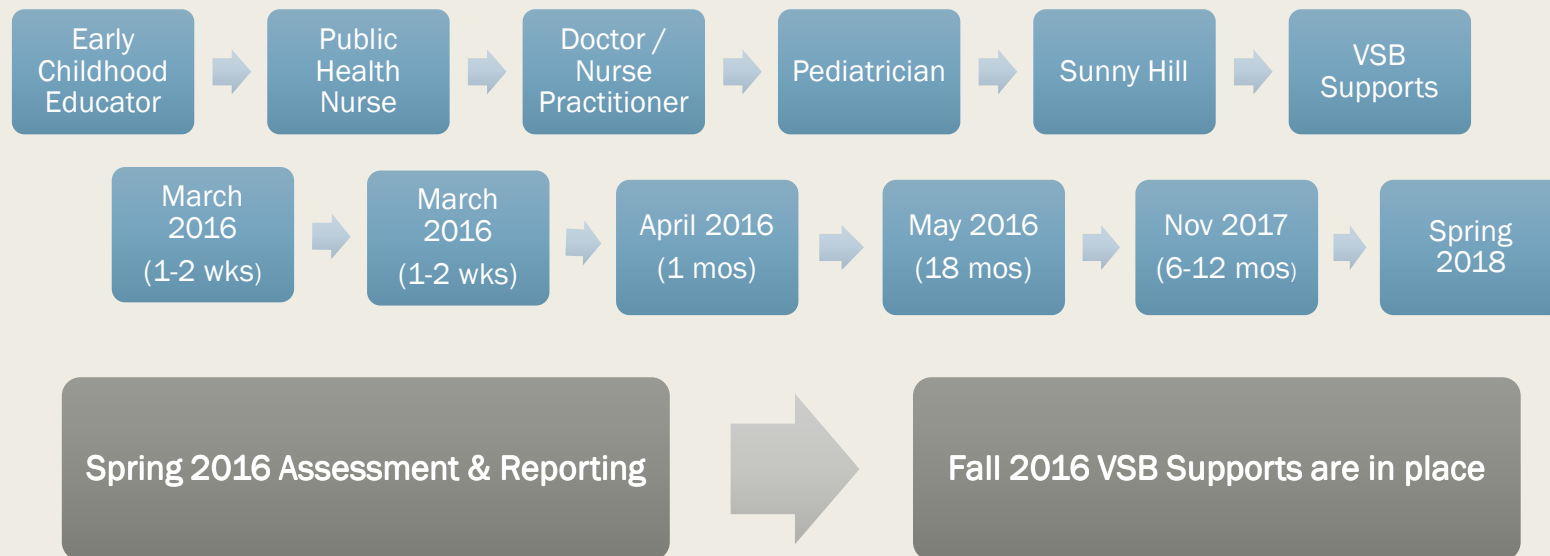 Early
Childhood
Educator
Public
Health
Nurse
Doctor /
Nurse
Practitioner
Pediatrician
Sunny Hill
VSB
Supports
March
2016
(1-2 wks)
March
2016
(1-2 wks)
April 2016
(1 mos)
May 2016
(18 mos)
Nov 2017
(6-12 mos)
Spring
2018
Spring 2016 Assessment & Reporting
Fall 2016 VSB Supports are in place